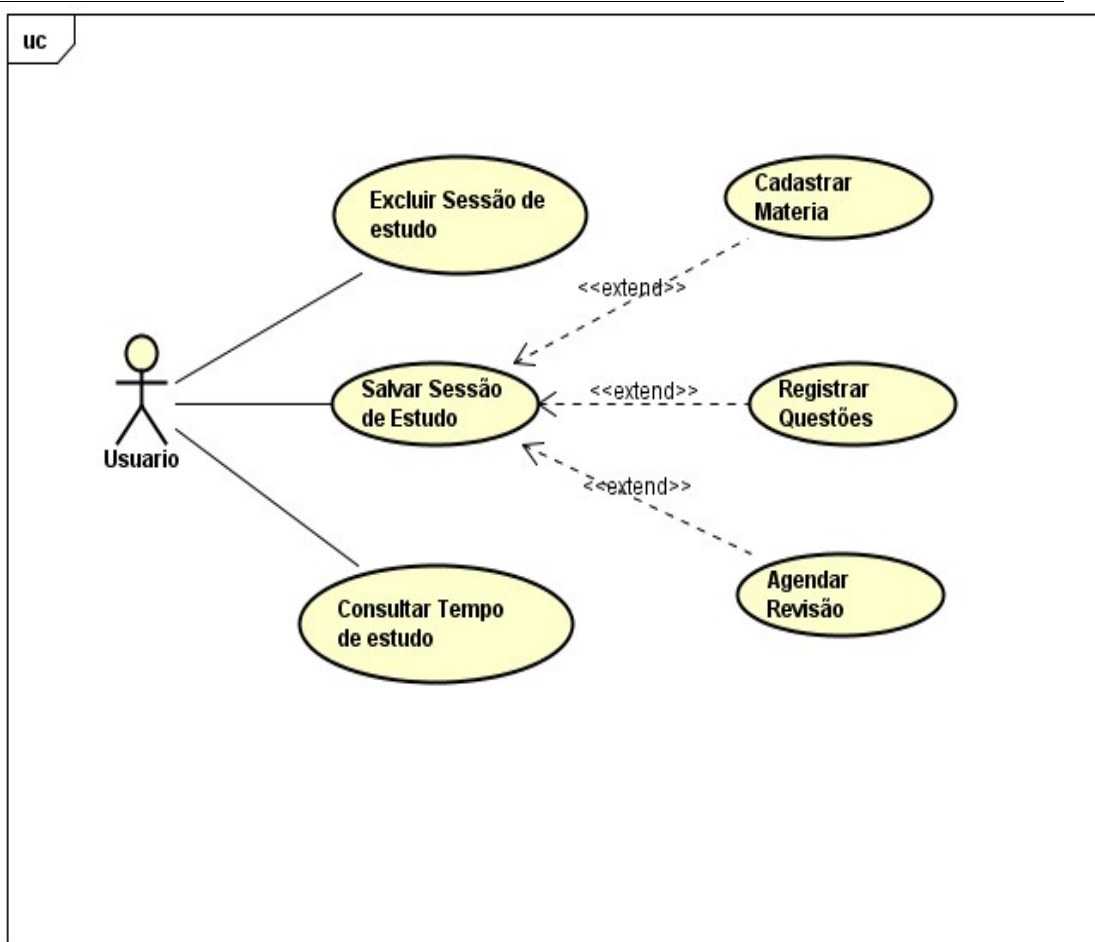 uc
Excluir Sessão de
estudo
Cadastrar
Materia
<<extend>>
Salvar Sessão
de Estudo
<<extend>>
Registrar
Questões
Usuario
<<extend>>
Consultar Tempo
de estudo
Agendar
Revisão